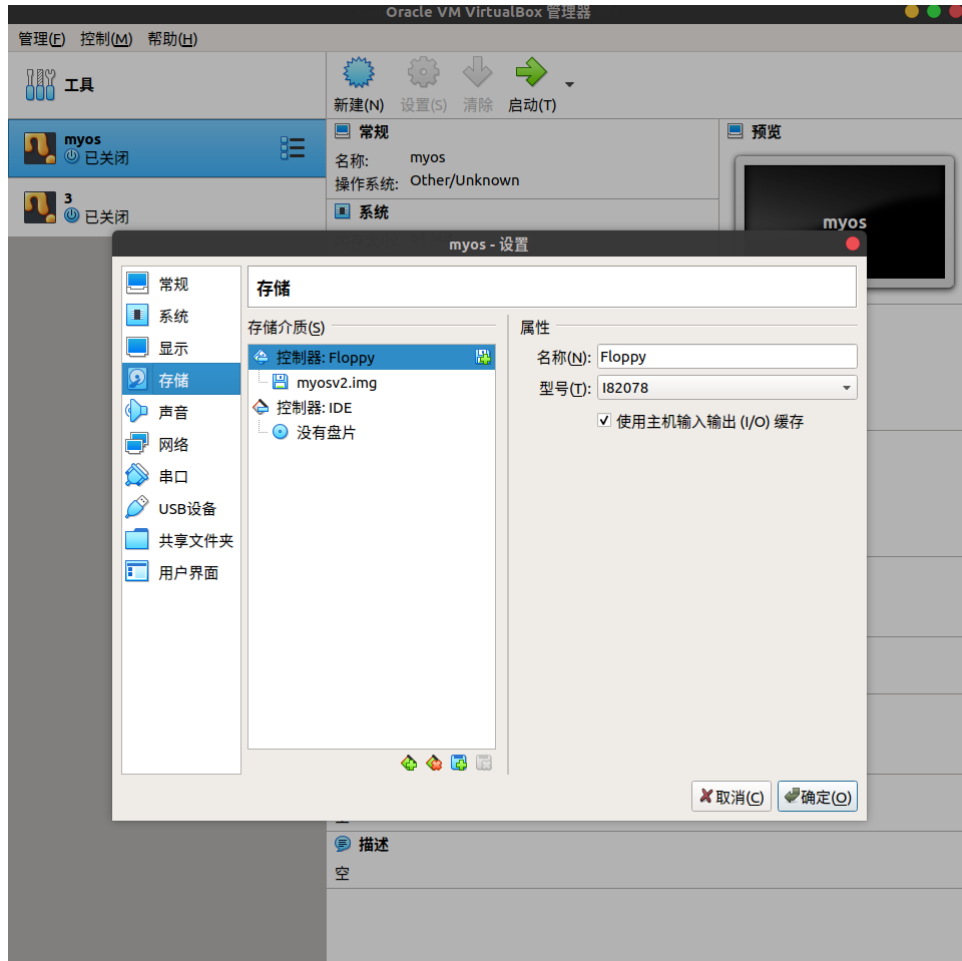 Oracle VM VirtualBox 管理器
管理(F) 控制(M) 帮助(H)
工具
新建(N) 设置(S) 清除 启动(T)
myos
已关闭
3
已关闭
常规
名称: myos
操作系统: Other/Unknown
系统
预览
myos
myos - 设置
常规
系统
显示
存储
声音
网络
串口
USB设备
共享文件夹
用户界面
存储
存储介质(S)
控制器: Floppy
myosv2.img
控制器: IDE
没有盘片
属性
名称(N): Floppy
型号(T): I82078
使用主机输入输出 (I/O) 缓存
取消(C) 确定(O)
描述
空